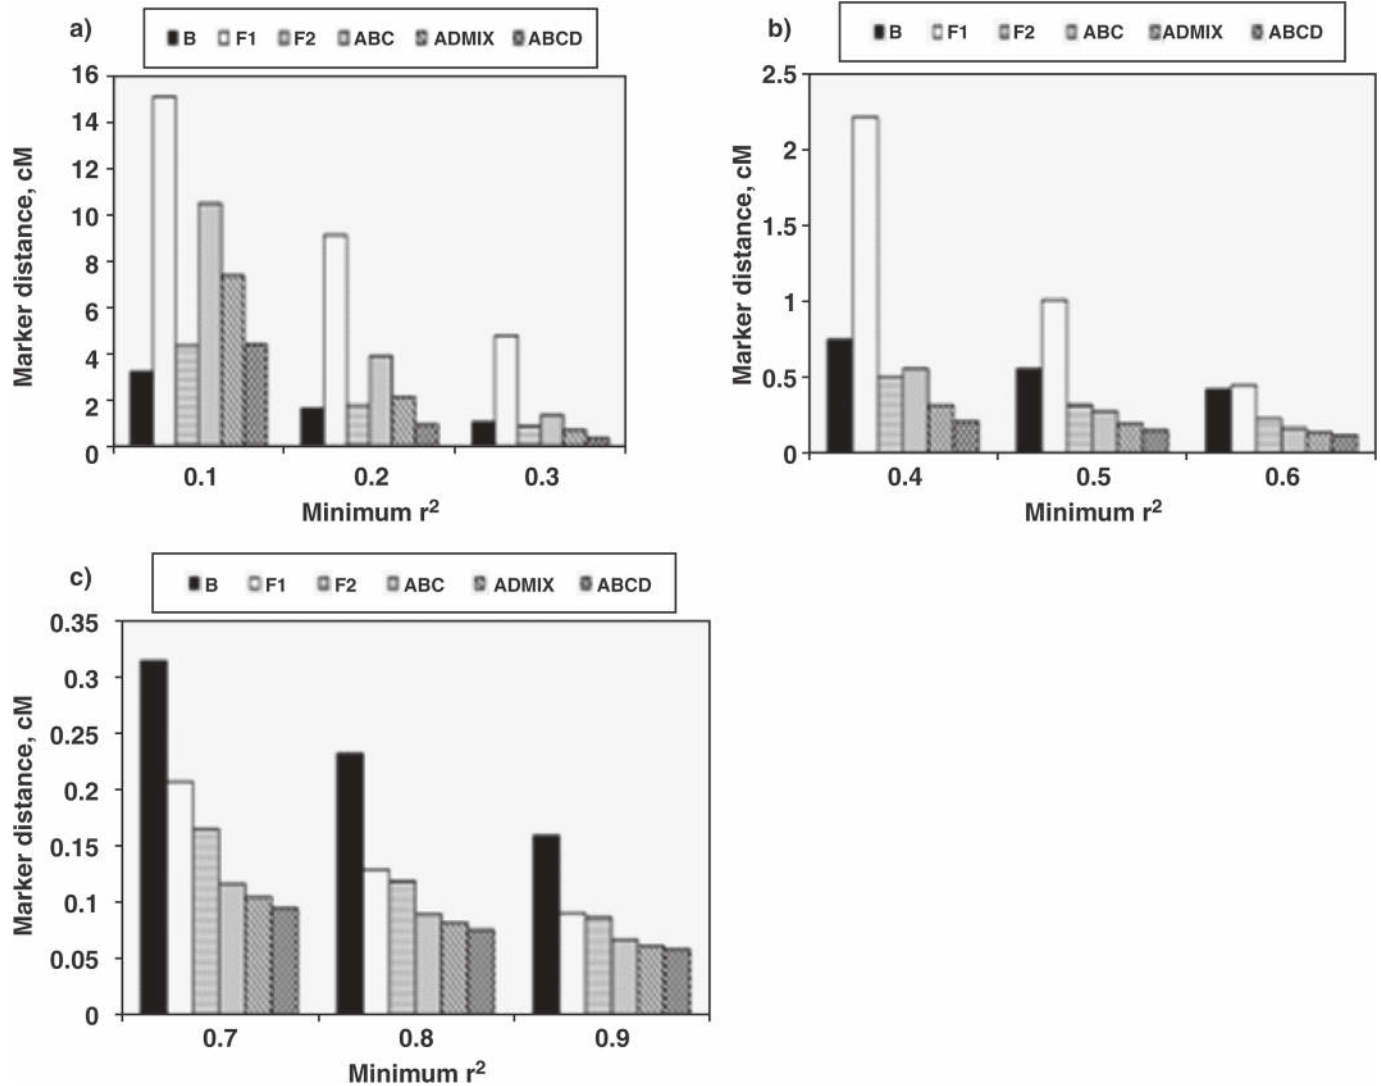 a)
B F1 F2 ABC ADMIX ABCD
16
14
12
10
8
6
4
2
0
Marker distance, cM
0.1 0.2 0.3
Minimum r²
b)
B F1 F2 ABC ADMIX ABCD
2.5
2
1.5
1
0.5
0
Marker distance, cM
0.4 0.5 0.6
Minimum r²
c)
B F1 F2 ABC ADMIX ABCD
0.35
0.3
0.25
0.2
0.15
0.1
0.05
0
Marker distance, cM
0.7 0.8 0.9
Minimum r²